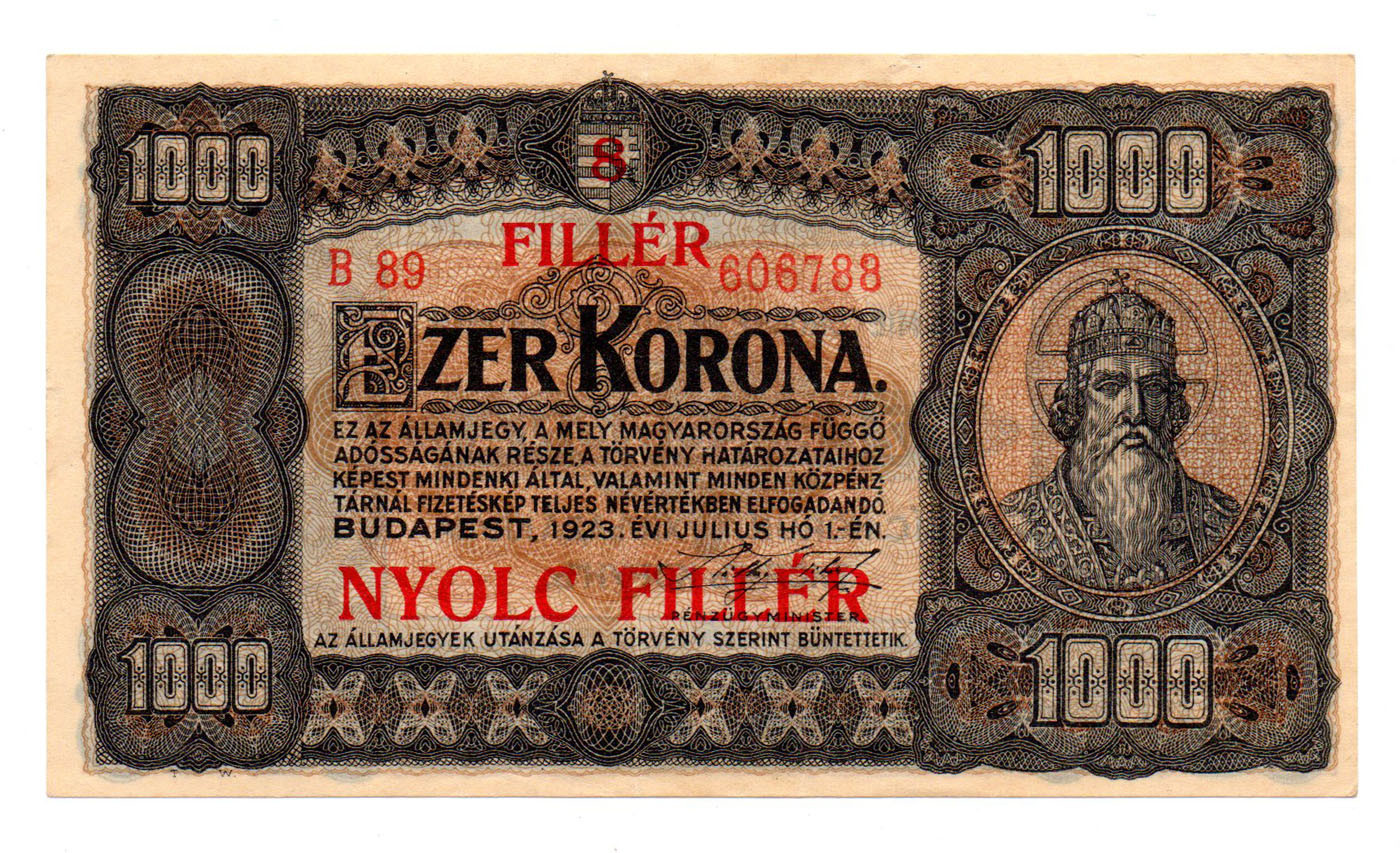 1000
1000
8
FILLÉR
B 89
606788
EZER KORONA.
EZ AZ ÁLLAMJEGY, A MELY MAGYARORSZÁG FÜGGŐ
ADÓSSÁGÁNAK RÉSZE, A TÖRVÉNY HATÁROZATAIHOZ
KÉPEST MINDENKI ÁLTAL, VALAMINT MINDEN KÖZPÉNZ-
TÁRNÁL FIZETÉSKÉP TELJES NÉVÉRTÉKBEN ELFOGADANDÓ.
BUDAPEST, 1923. ÉVI JULIUS HÓ 1.-ÉN.
NYOLC FILLÉR
PÉNZÜGYMINISZER.
AZ ÁLLAMJEGYEK UTÁNZÁSA A TÖRVÉNY SZERINT BÜNTETTETIK.
1000
1000
T W.